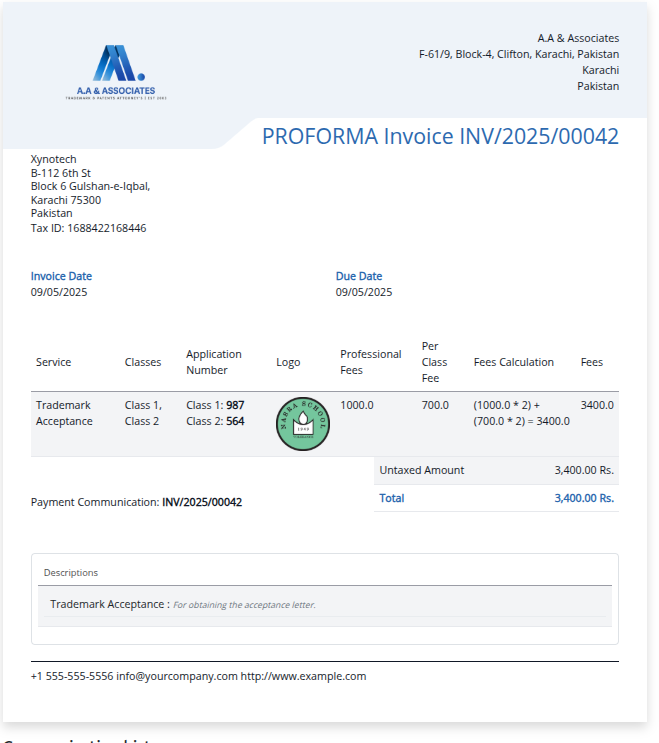 A.A & ASSOCIATES
TRADEMARK & PATENTS ATTORNEY'S | EST 2003
A.A & Associates
F-61/9, Block-4, Clifton, Karachi, Pakistan
Karachi
Pakistan
PROFORMA Invoice INV/2025/00042
Xynotech
B-112 6th St
Block 6 Gulshan-e-Iqbal,
Karachi 75300
Pakistan
Tax ID: 1688422168446
Invoice Date
09/05/2025
Due Date
09/05/2025
Service
Classes
Application
Number
Logo
Professional
Fees
Per
Class
Fee
Fees Calculation
Fees
Trademark
Acceptance
Class 1,
Class 2
Class 1: 987
Class 2: 564
SCHOOL
1000.0
700.0
(1000.0 * 2) +
(700.0 * 2) = 3400.0
3400.0
Untaxed Amount 3,400.00 Rs.
Total 3,400.00 Rs.
Payment Communication: INV/2025/00042
Descriptions
Trademark Acceptance : For obtaining the acceptance letter.
+1 555-555-5556 info@yourcompany.com http://www.example.com